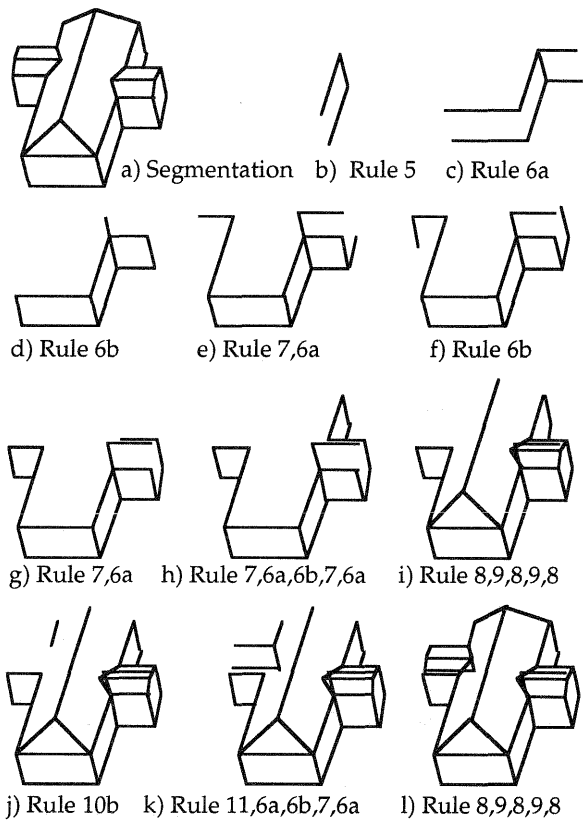 a) Segmentation b) Rule 5 c) Rule 6a
d) Rule 6b e) Rule 7,6a f) Rule 6b
g) Rule 7,6a h) Rule 7,6a,6b,7,6a i) Rule 8,9,8,9,8
j) Rule 10b k) Rule 11,6a,6b,7,6a l) Rule 8,9,8,9,8